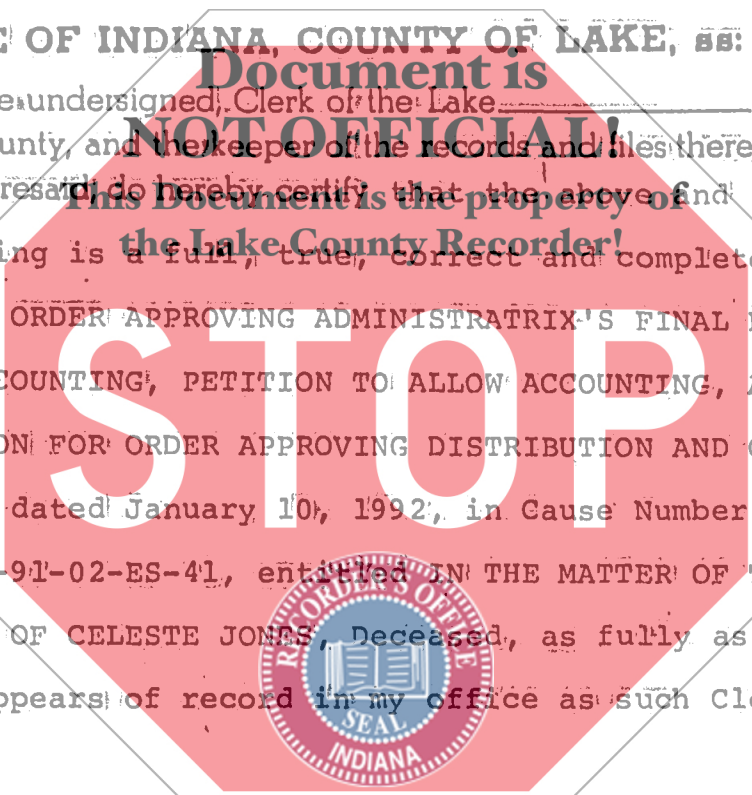 E OF INDIANA, COUNTY OF LAKE, ss:
Document is
e undersigned, Clerk of the Lake
NOT OFFICIAL!
unty, and the keeper of the records and files there
resaid, do hereby certify that the above and
This Document is the property of
the Lake County Recorder!
ing is a full, true, correct and complete
ORDER APPROVING ADMINISTRATRIX'S FINAL
COUNTING, PETITION TO ALLOW ACCOUNTING,
STOP
ON FOR ORDER APPROVING DISTRIBUTION AND
dated January 10, 1992, in Cause Number
-91-02-ES-41, entitled IN THE MATTER OF
OF CELESTE JONES, Deceased, as fully as
ppears of record in my office as such Cl
RECORDER'S OFFICE
SEAL
INDIANA